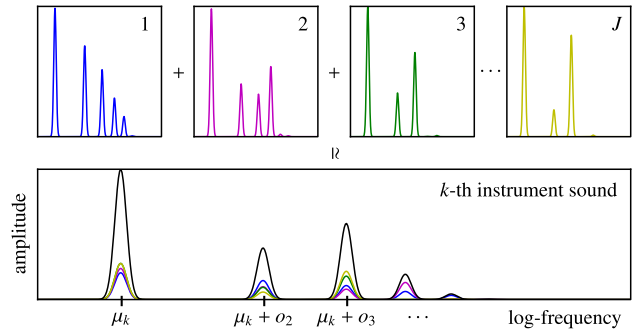 1 + 2 + 3 ··· J
≈
k-th instrument sound
amplitude
μₖ μₖ + o₂ μₖ + o₃ ··· log-frequency